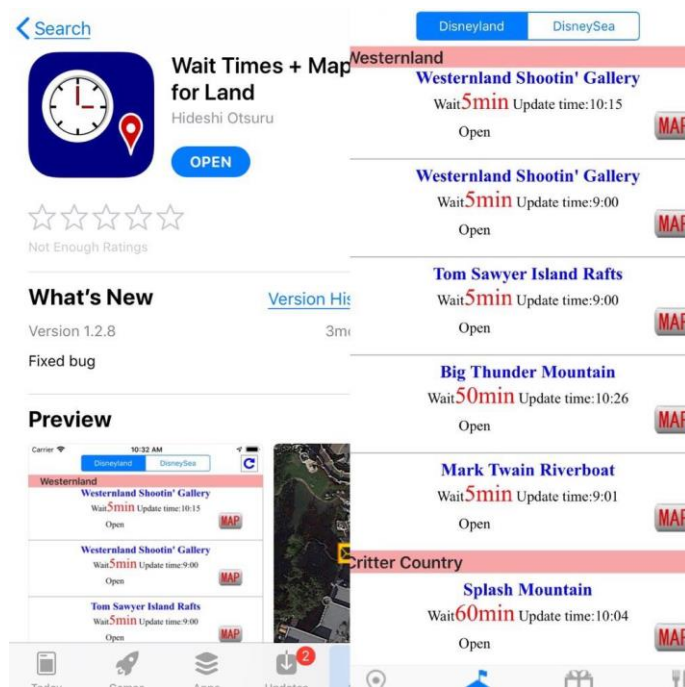 Search
Wait Times + Map
for Land
Hideshi Otsuru
OPEN
Not Enough Ratings
What's New
Version His
Version 1.2.8
3mo
Fixed bug
Preview
Carrier
10:32 AM
Disneyland
DisneySea
Westernland
Westernland Shootin' Gallery
Wait5min Update time:10:15
Open
MAP
Westernland Shootin' Gallery
Wait5min Update time:9:00
Open
MAP
Tom Sawyer Island Rafts
Wait5min Update time:9:00
Open
MAP
2
Disneyland
DisneySea
Westernland
Westernland Shootin' Gallery
Wait5min Update time:10:15
Open
MAP
Westernland Shootin' Gallery
Wait5min Update time:9:00
Open
MAP
Tom Sawyer Island Rafts
Wait5min Update time:9:00
Open
MAP
Big Thunder Mountain
Wait50min Update time:10:26
Open
MAP
Mark Twain Riverboat
Wait5min Update time:9:01
Open
MAP
Critter Country
Splash Mountain
Wait60min Update time:10:04
Open
MAP